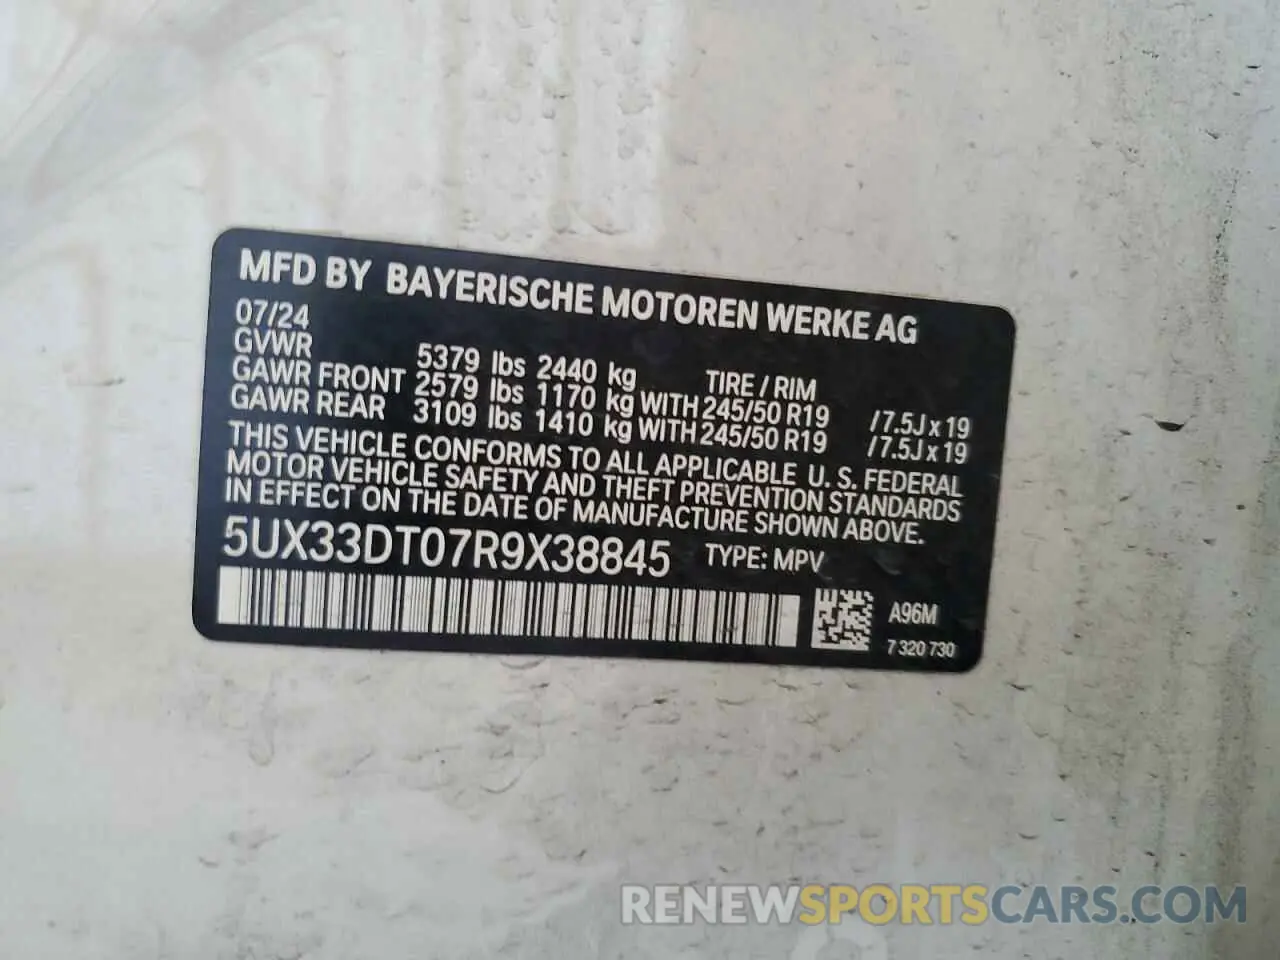 MFD BY BAYERISCHE MOTOREN WERKE AG
07/24
GVWR 5379 lbs 2440 kg TIRE / RIM
GAWR FRONT 2579 lbs 1170 kg WITH 245/50 R19 /7.5J x 19
GAWR REAR 3109 lbs 1410 kg WITH 245/50 R19 /7.5J x 19
THIS VEHICLE CONFORMS TO ALL APPLICABLE U. S. FEDERAL
MOTOR VEHICLE SAFETY AND THEFT PREVENTION STANDARDS
IN EFFECT ON THE DATE OF MANUFACTURE SHOWN ABOVE.
5UX33DT07R9X38845 TYPE: MPV
A96M
7 320 730
RENEWSPORTSCARS.COM